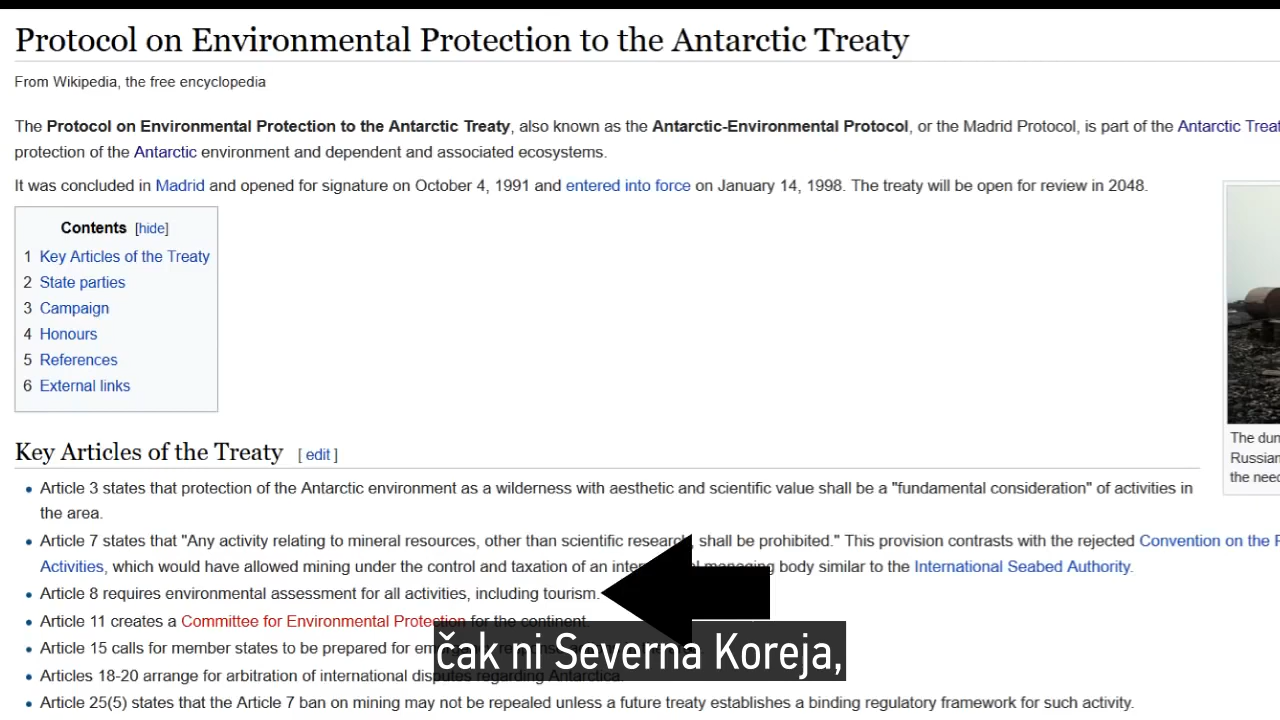 Protocol on Environmental Protection to the Antarctic Treaty
From Wikipedia, the free encyclopedia
The Protocol on Environmental Protection to the Antarctic Treaty, also known as the Antarctic-Environmental Protocol, or the Madrid Protocol, is part of the Antarctic
protection of the Antarctic environment and dependent and associated ecosystems.
It was concluded in Madrid and opened for signature on October 4, 1991 and entered into force on January 14, 1998. The treaty will be open for review in 2048.
Contents [hide]
1 Key Articles of the Treaty
2 State parties
3 Campaign
4 Honours
5 References
6 External links
The
Russian
the
Key Articles of the Treaty [ edit ]
• Article 3 states that protection of the Antarctic environment as a wilderness with aesthetic and scientific value shall be a "fundamental consideration" of activities in
the area.
• Article 7 states that "Any activity relating to mineral resources, other than scientific research, shall be prohibited." This provision contrasts with the rejected Convention on the
Activities, which would have allowed mining under the control and taxation of an managing body similar to the International Seabed Authority.
• Article 8 requires environmental assessment for all activities, including tourism.
• Article 11 creates a Committee for Environmental Protection for the continent.
• Article 15 calls for member states to be prepared for
• Articles 18-20 arrange for arbitration of international disputes regarding Antarctica.
• Article 25(5) states that the Article 7 ban on mining may not be repealed unless a future treaty establishes a binding regulatory framework for such activity.
čak ni Severna Koreja,